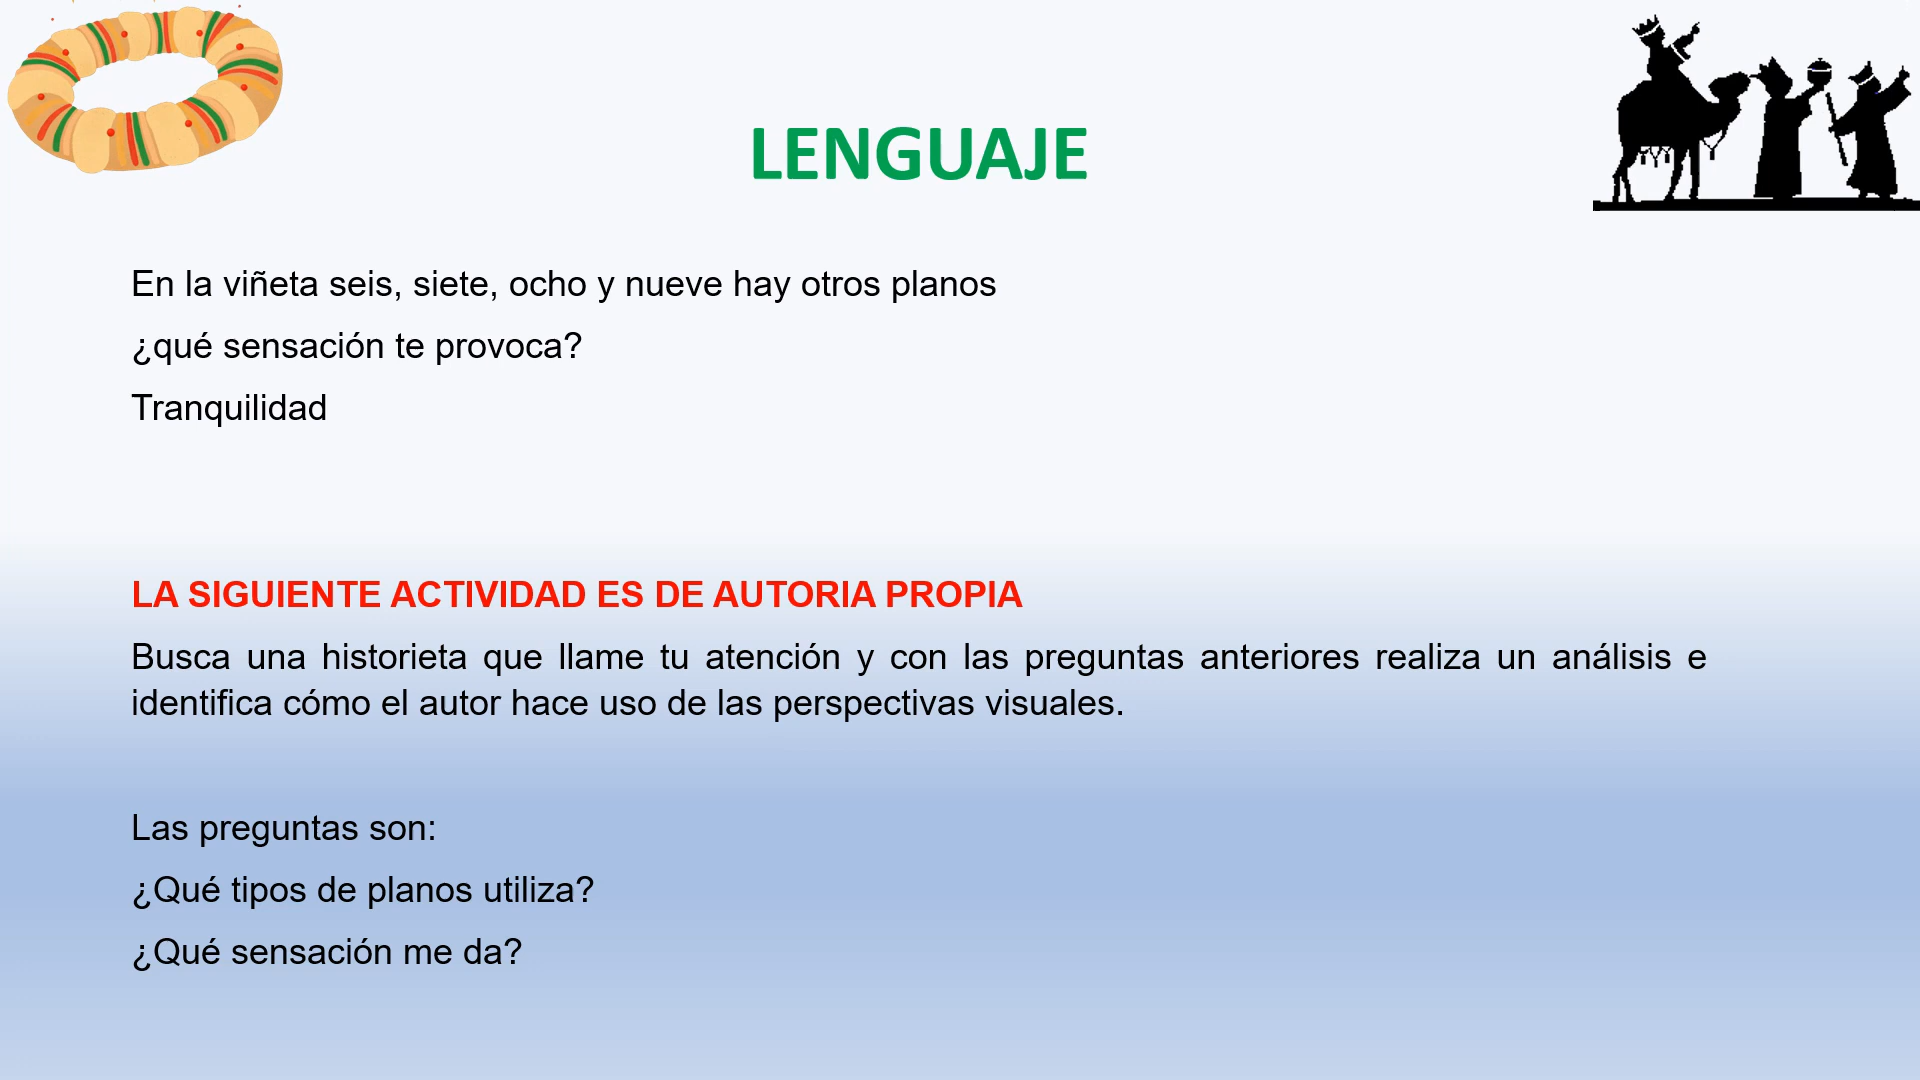 LENGUAJE
En la viñeta seis, siete, ocho y nueve hay otros planos
¿qué sensación te provoca?
Tranquilidad
LA SIGUIENTE ACTIVIDAD ES DE AUTORIA PROPIA
Busca una historieta que llame tu atención y con las preguntas anteriores realiza un análisis e
identifica cómo el autor hace uso de las perspectivas visuales.
Las preguntas son:
¿Qué tipos de planos utiliza?
¿Qué sensación me da?